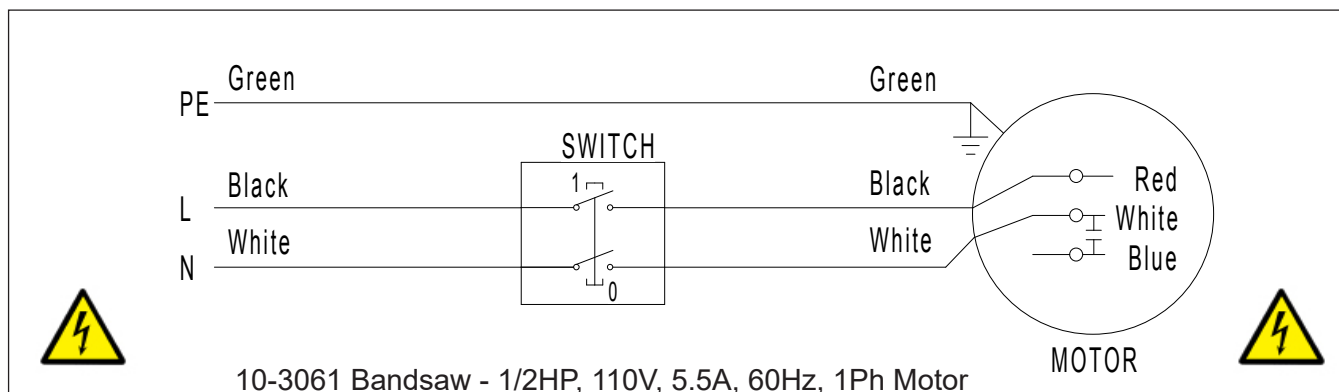 Green Green
PE
SWITCH
1
Black Black Red
L
White White White
N Blue
0
MOTOR
10-3061 Bandsaw - 1/2HP, 110V, 5.5A, 60Hz, 1Ph Motor